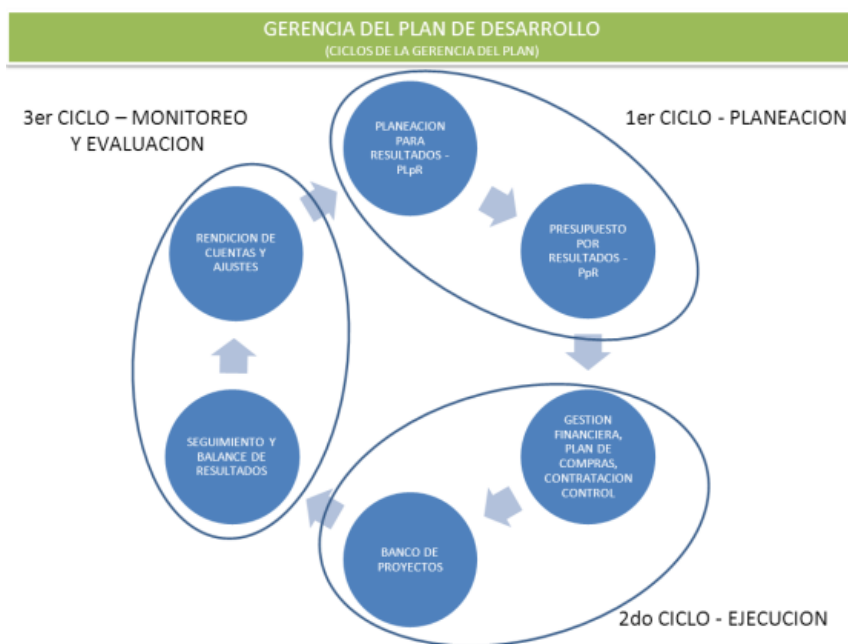 GERENCIA DEL PLAN DE DESARROLLO
(CICLOS DE LA GERENCIA DEL PLAN)
3er CICLO – MONITOREO
Y EVALUACION
1er CICLO - PLANEACION
PLANEACION
PARA
RESULTADOS -
PLpR
PRESUPUESTO
POR
RESULTADOS -
PpR
GESTION
FINANCIERA,
PLAN DE
COMPRAS,
CONTRATACION
CONTROL
BANCO DE
PROYECTOS
SEGUIMIENTO Y
BALANCE DE
RESULTADOS
RENDICION DE
CUENTAS Y
AJUSTES
2do CICLO - EJECUCION